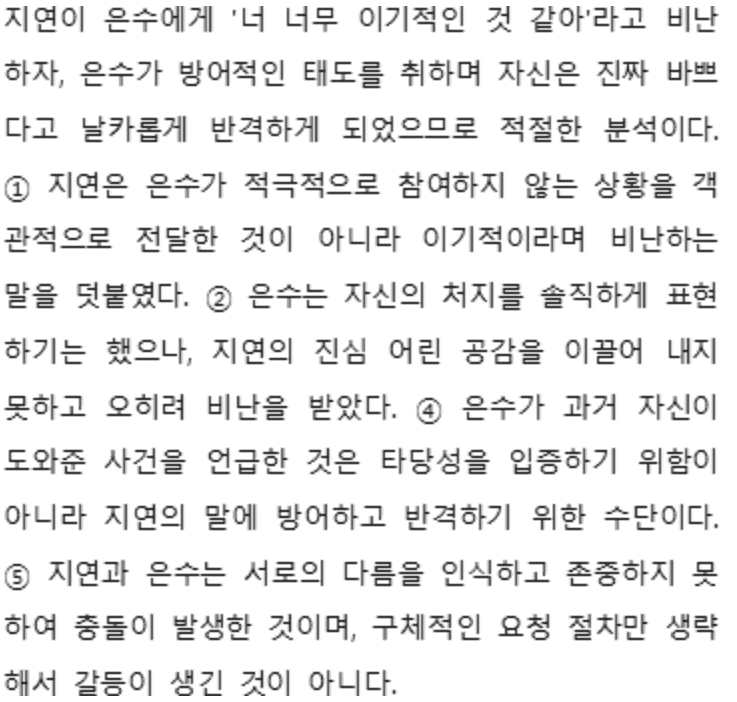 지연이 은수에게 '너 너무 이기적인 것 같아'라고 비난
하자, 은수가 방어적인 태도를 취하며 자신은 진짜 바쁘
다고 날카롭게 반격하게 되었으므로 적절한 분석이다.
① 지연은 은수가 적극적으로 참여하지 않는 상황을 객
관적으로 전달한 것이 아니라 이기적이라며 비난하는
말을 덧붙였다. ② 은수는 자신의 처지를 솔직하게 표현
하기는 했으나, 지연의 진심 어린 공감을 이끌어 내지
못하고 오히려 비난을 받았다. ④ 은수가 과거 자신이
도와준 사건을 언급한 것은 타당성을 입증하기 위함이
아니라 지연의 말에 방어하고 반격하기 위한 수단이다.
⑤ 지연과 은수는 서로의 다름을 인식하고 존중하지 못
하여 충돌이 발생한 것이며, 구체적인 요청 절차만 생략
해서 갈등이 생긴 것이 아니다.